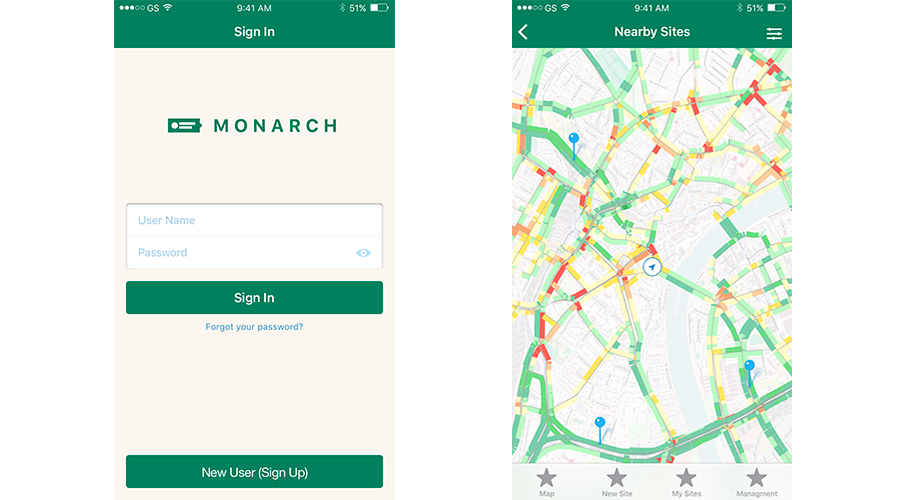 GS 9:41 AM 51%
Sign In
MONARCH
User Name
Password
Sign In
Forgot your password?
New User (Sign Up)
GS 9:41 AM 51%
Nearby Sites
Map New Site My Sites Managment